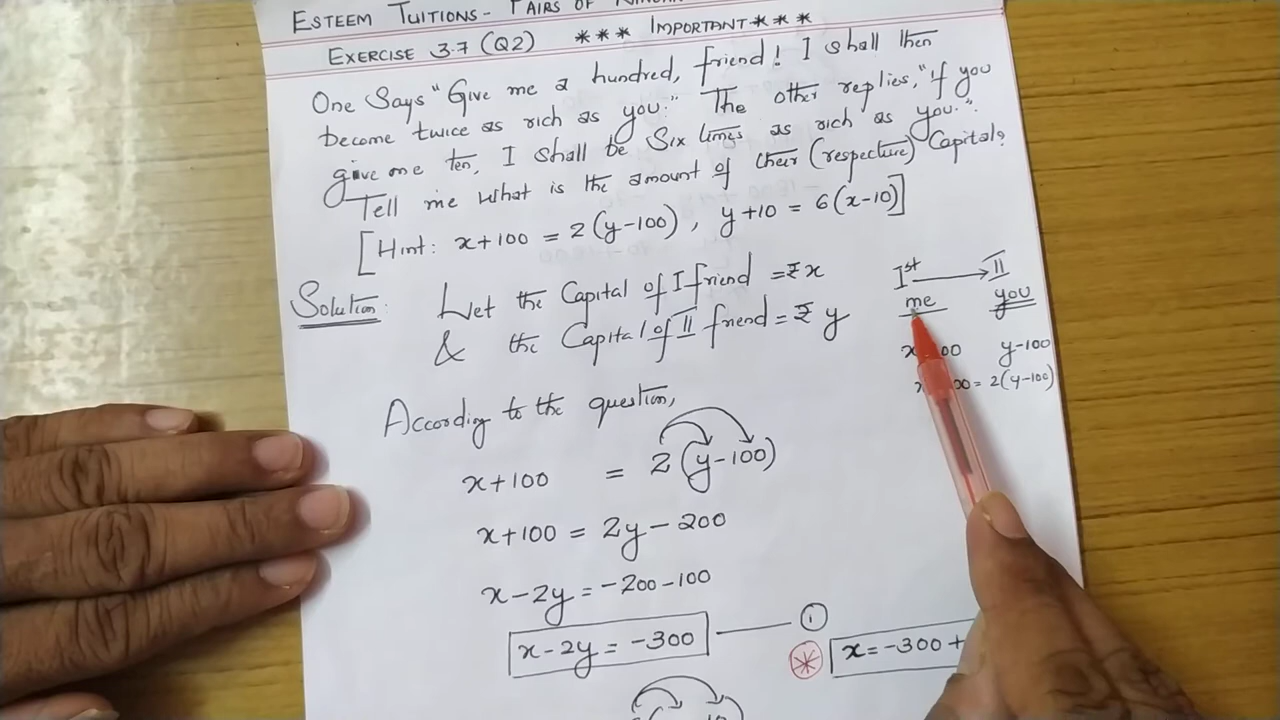 ESTEEM TUITIONS - PAIRS OF
EXERCISE 3.7 (Q2) *** IMPORTANT ***
One Says "Give me a hundred, friend! I shall then
become twice as rich as you." The other replies, "If you
give me ten, I shall be Six times as rich as you."
Tell me what is the amount of their (respective) Capital?
[Hint: x+100 = 2(y-100), y+10 = 6(x-10)]
Solution: Let the Capital of I friend = ₹ x
& the Capital of II friend = ₹ y
Ist → II
me you
y-100
= 2(y-100)
According to the question,
x+100 = 2(y-100)
x+100 = 2y-200
x-2y = -200-100
x-2y = -300 ①
* x = -300 +